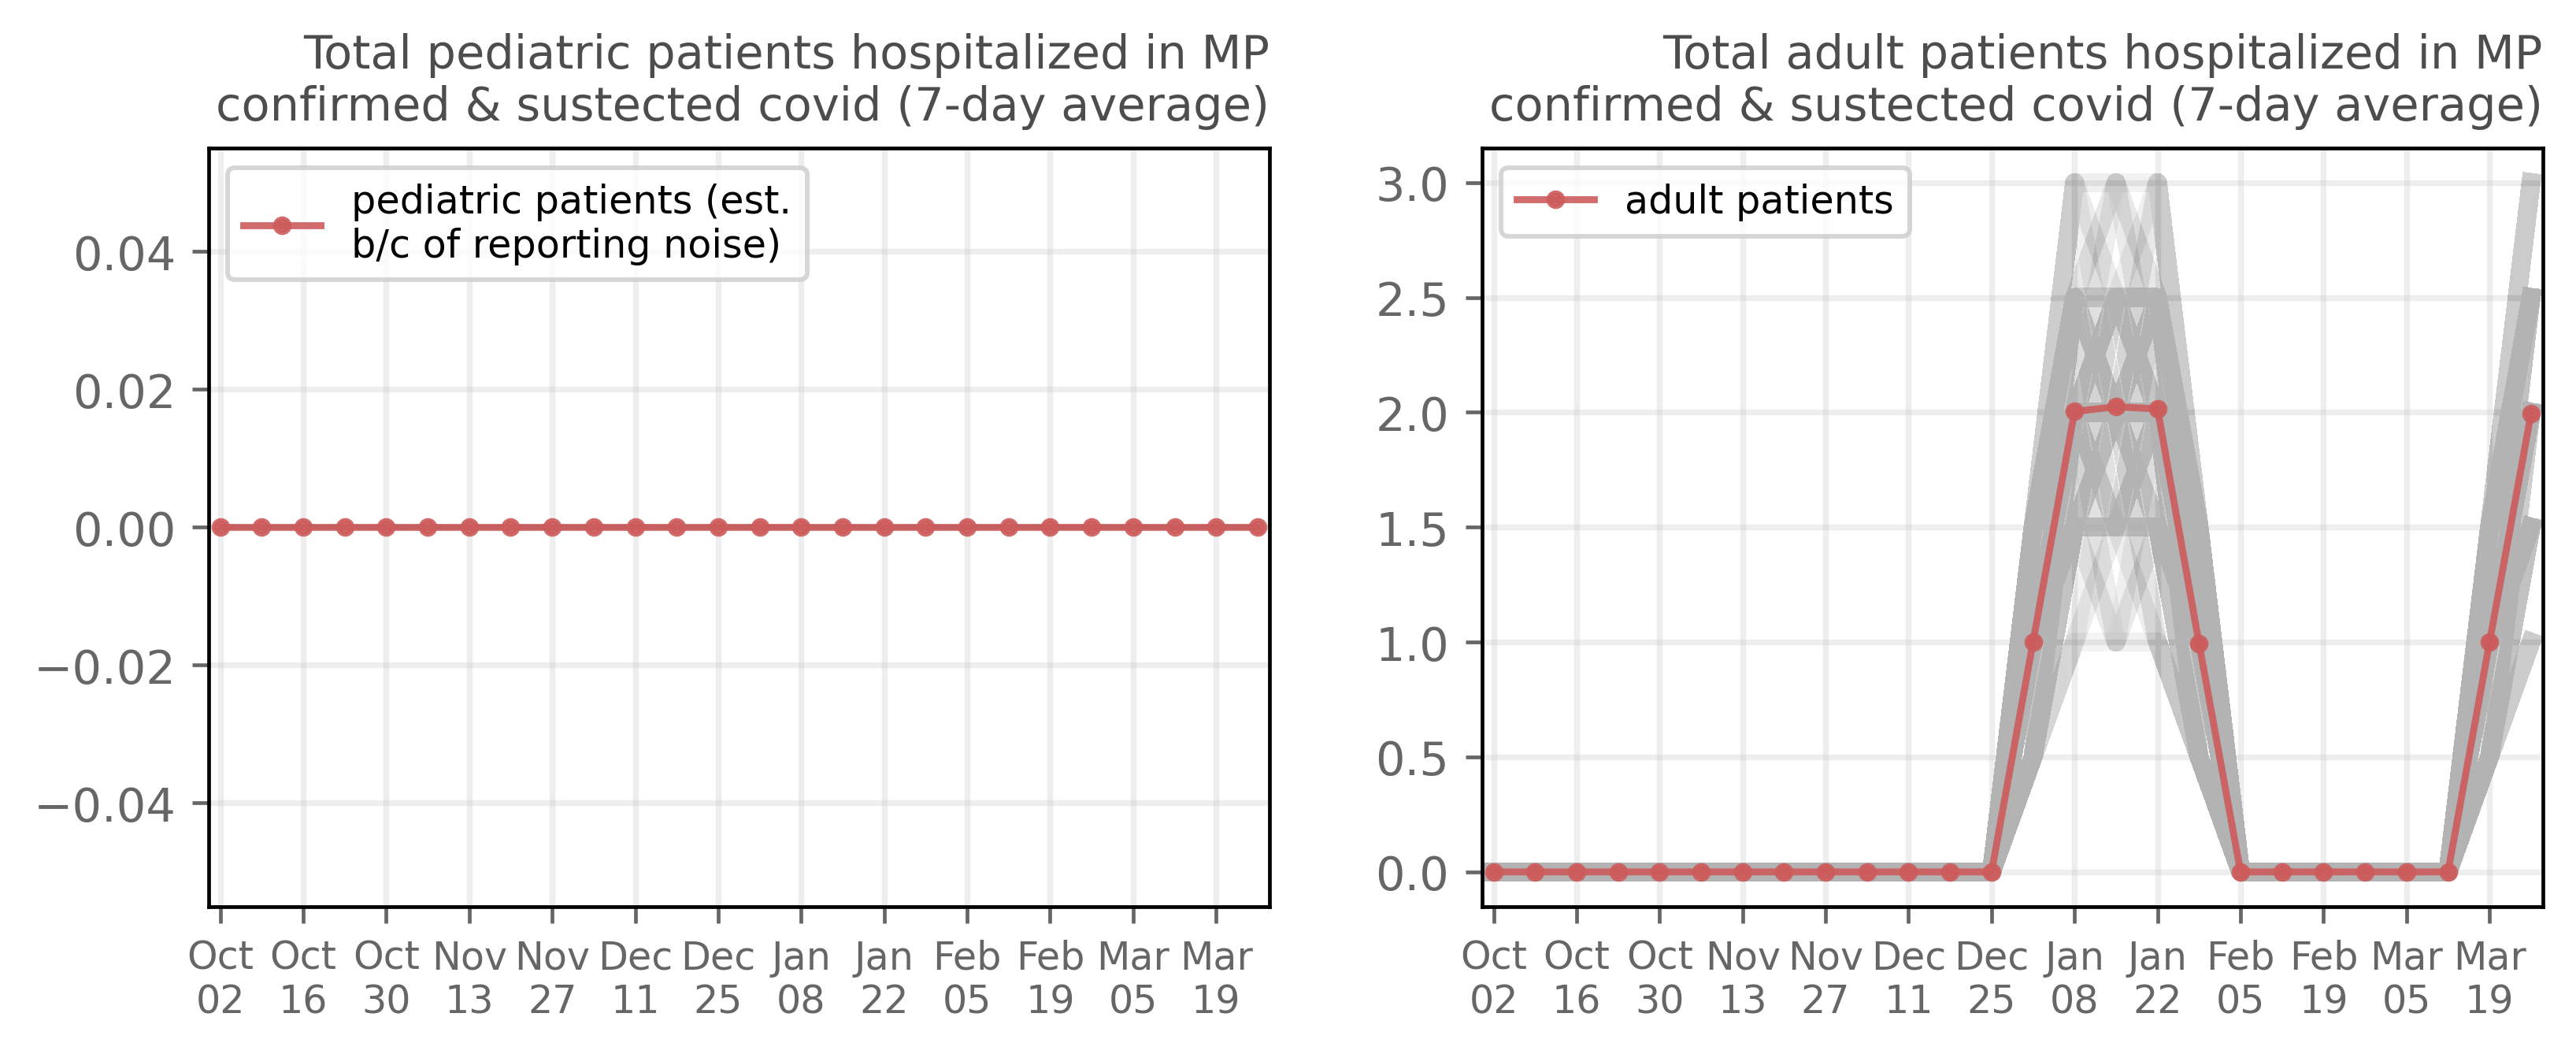 Total pediatric patients hospitalized in MP
confirmed & sustected covid (7-day average)
pediatric patients (est.
b/c of reporting noise)
0.04
0.02
0.00
−0.02
−0.04
Oct Oct Oct Nov Nov Dec Dec Jan Jan Feb Feb Mar Mar
02 16 30 13 27 11 25 08 22 05 19 05 19
Total adult patients hospitalized in MP
confirmed & sustected covid (7-day average)
adult patients
3.0
2.5
2.0
1.5
1.0
0.5
0.0
Oct Oct Oct Nov Nov Dec Dec Jan Jan Feb Feb Mar Mar
02 16 30 13 27 11 25 08 22 05 19 05 19